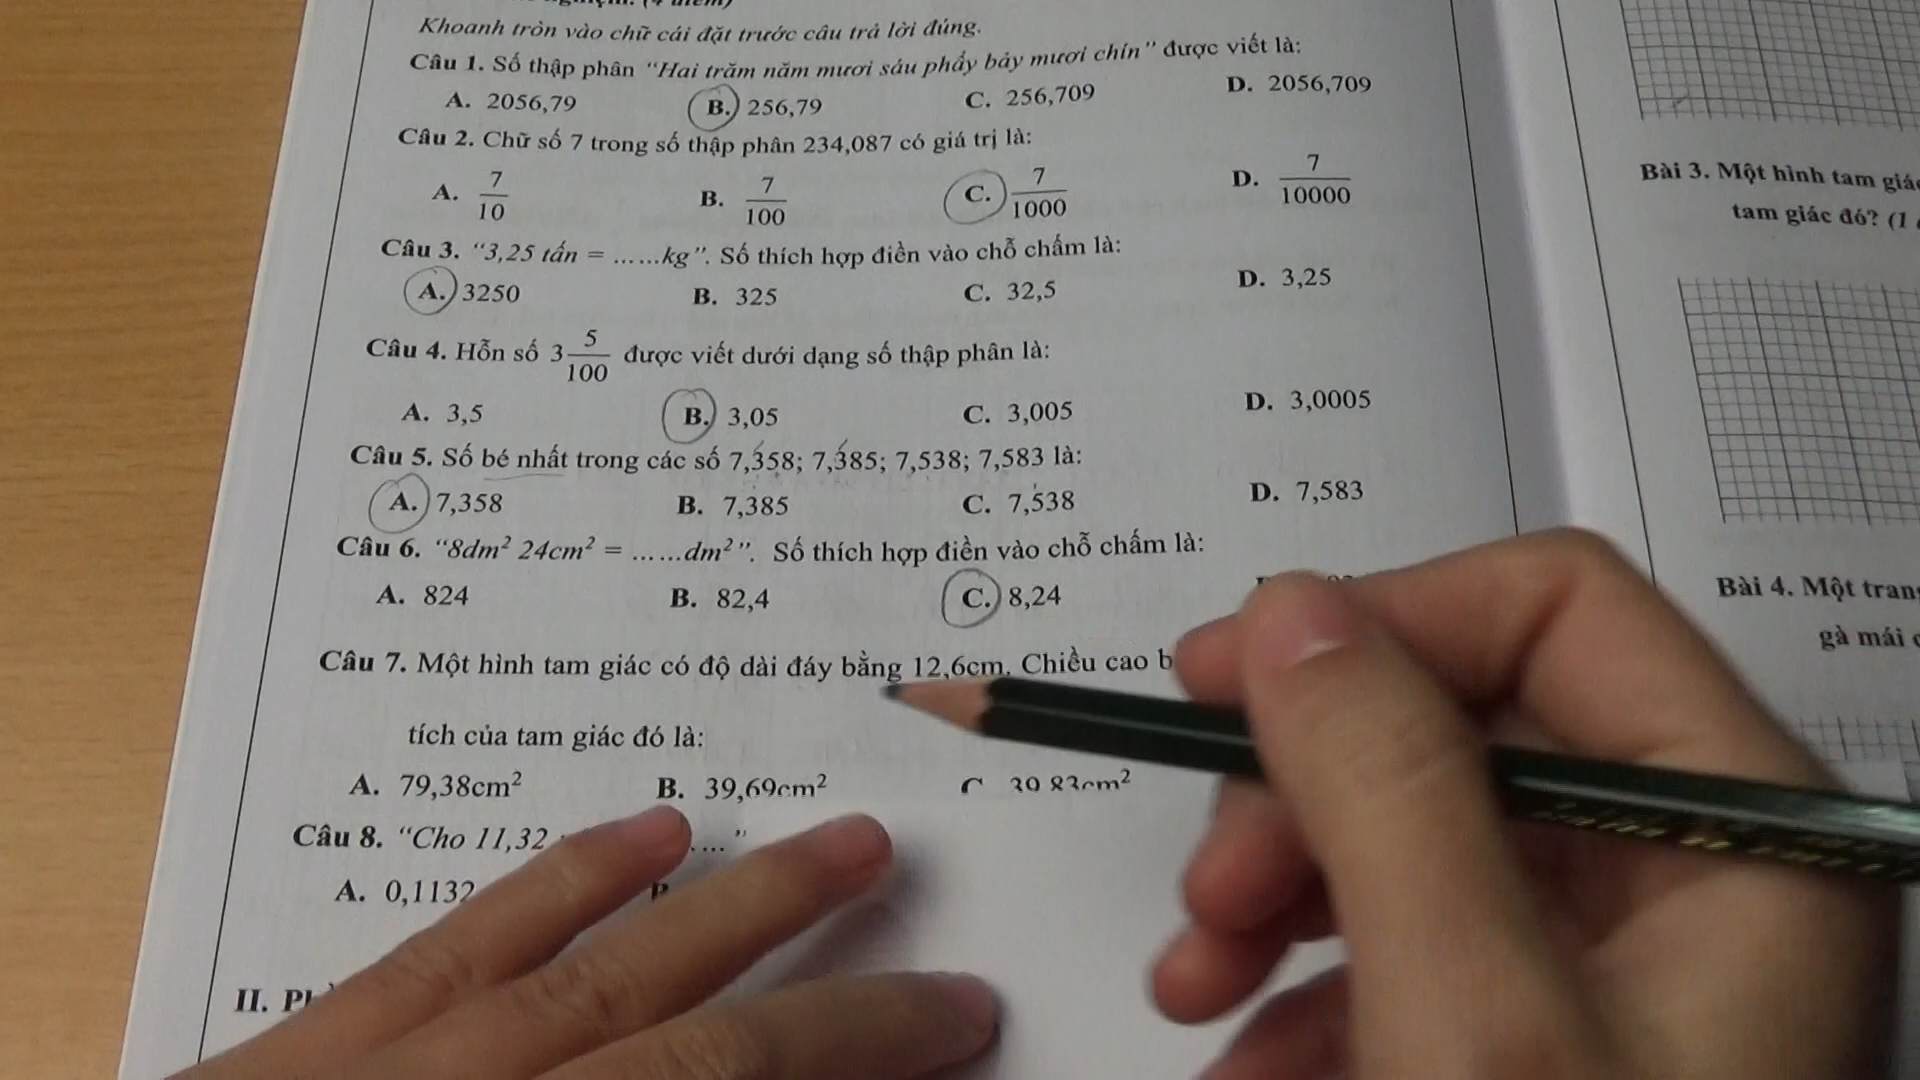 Khoanh tròn vào chữ cái đặt trước câu trả lời đúng.
Câu 1. Số thập phân “Hai trăm năm mươi sáu phẩy bảy mươi chín” được viết là:
A. 2056,79 B. 256,79 C. 256,709 D. 2056,709
Câu 2. Chữ số 7 trong số thập phân 234,087 có giá trị là:
A. 7/10 B. 7/100 C. 7/1000 D. 7/10000
Câu 3. “3,25 tấn = ......kg”. Số thích hợp điền vào chỗ chấm là:
A. 3250 B. 325 C. 32,5 D. 3,25
Câu 4. Hỗn số 3 5/100 được viết dưới dạng số thập phân là:
A. 3,5 B. 3,05 C. 3,005 D. 3,0005
Câu 5. Số bé nhất trong các số 7,358; 7,385; 7,538; 7,583 là:
A. 7,358 B. 7,385 C. 7,538 D. 7,583
Câu 6. “8dm² 24cm² = ......dm²”. Số thích hợp điền vào chỗ chấm là:
A. 824 B. 82,4 C. 8,24
Câu 7. Một hình tam giác có độ dài đáy bằng 12,6cm. Chiều cao
tích của tam giác đó là:
A. 79,38cm² B. 39,69cm²
Câu 8. “Cho 11,32
A. 0,1132
II.
Bài 3. Một hình tam giác
tam giác đó? (1
Bài 4. Một
gà mái